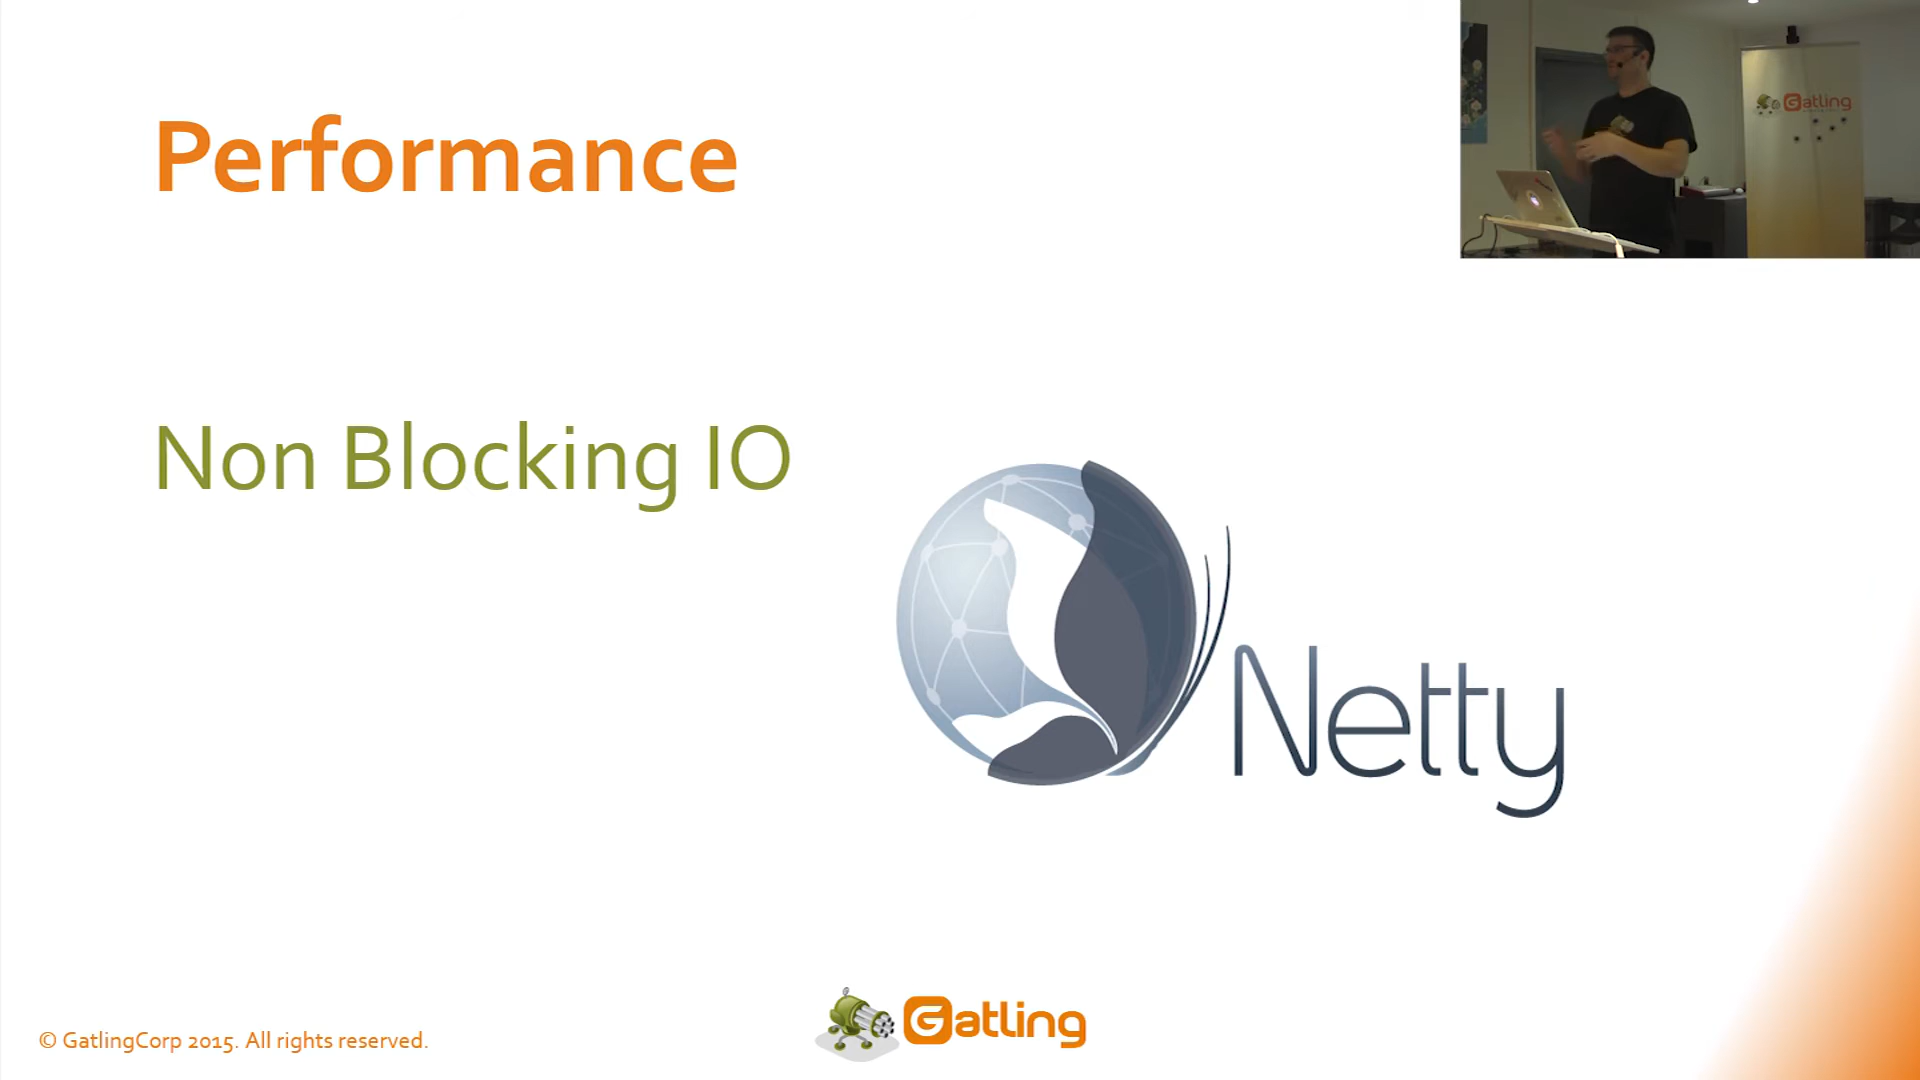 Performance
Gatling
Non Blocking IO
Netty
© GatlingCorp 2015. All rights reserved.
Gatling